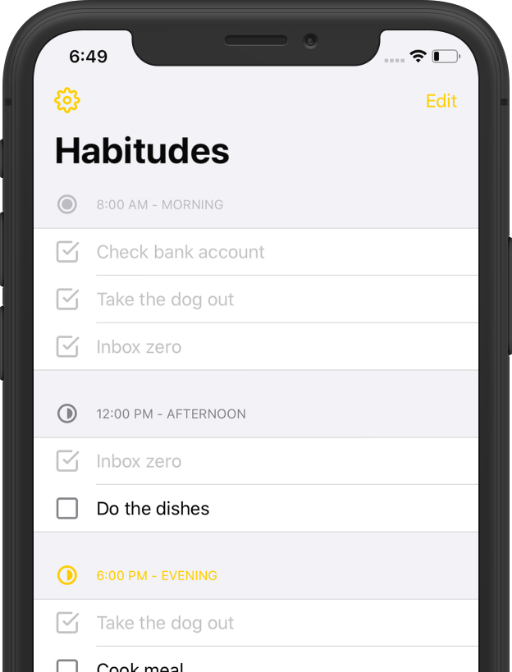 6:49
Edit
Habitudes
8:00 AM - MORNING
Check bank account
Take the dog out
Inbox zero
12:00 PM - AFTERNOON
Inbox zero
Do the dishes
6:00 PM - EVENING
Take the dog out
Cook meal